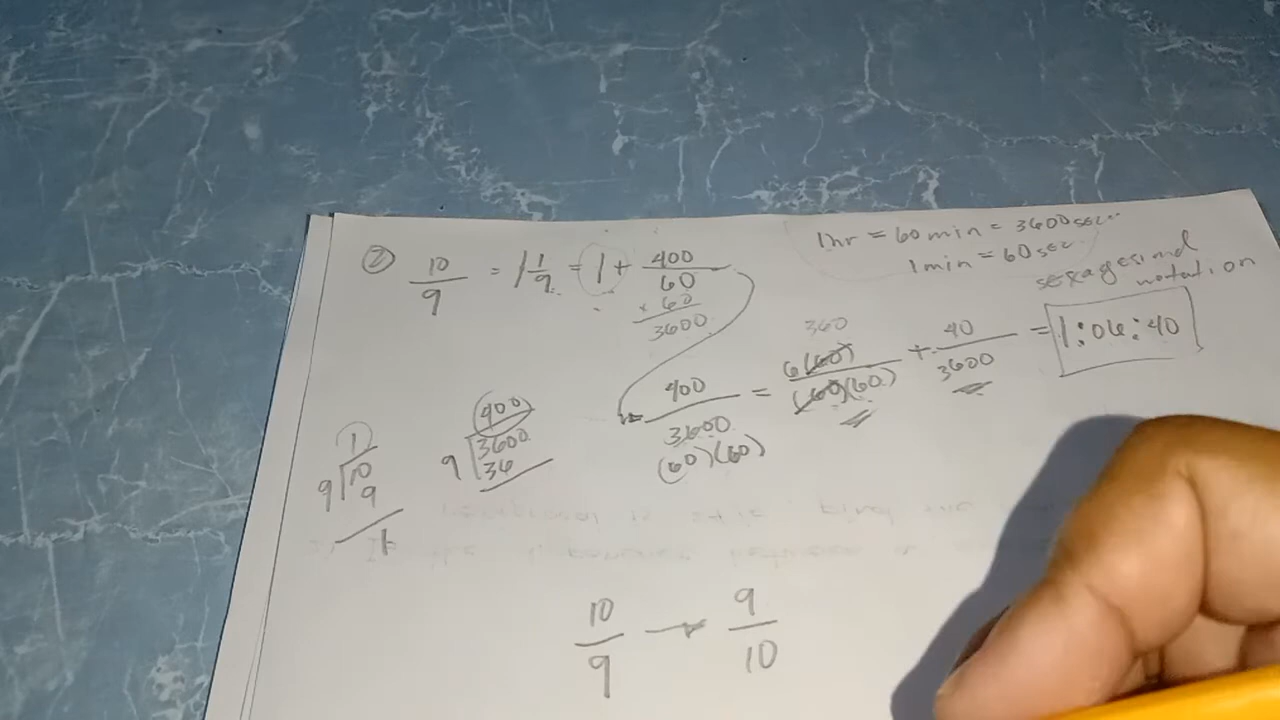 1hr = 60 min = 3600 sec
1 min = 60 sec
② 10/9 = 1 1/9 = 1 + 400/60
× 60
3600
sexagesimal
notation
400/3600 = 6(60)/(60)(60) + 40/3600 = 1:06:40
360
(60)(60)
400
9 3600
36
1
9 10
9
1
10/9 → 9/10